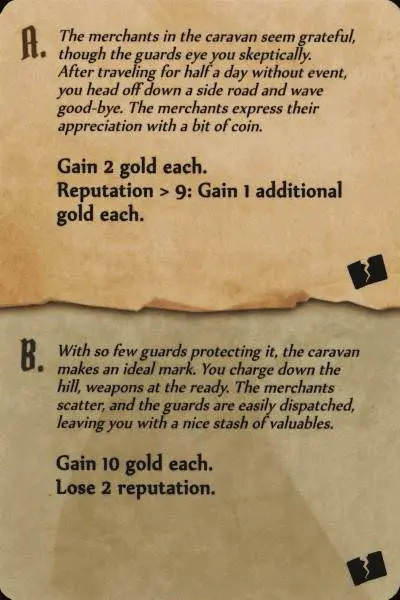 A. The merchants in the caravan seem grateful,
though the guards eye you skeptically.
After traveling for half a day without event,
you head off down a side road and wave
good-bye. The merchants express their
appreciation with a bit of coin.
Gain 2 gold each.
Reputation > 9: Gain 1 additional
gold each.
B. With so few guards protecting it, the caravan
makes an ideal mark. You charge down the
hill, weapons at the ready. The merchants
scatter, and the guards are easily dispatched,
leaving you with a nice stash of valuables.
Gain 10 gold each.
Lose 2 reputation.